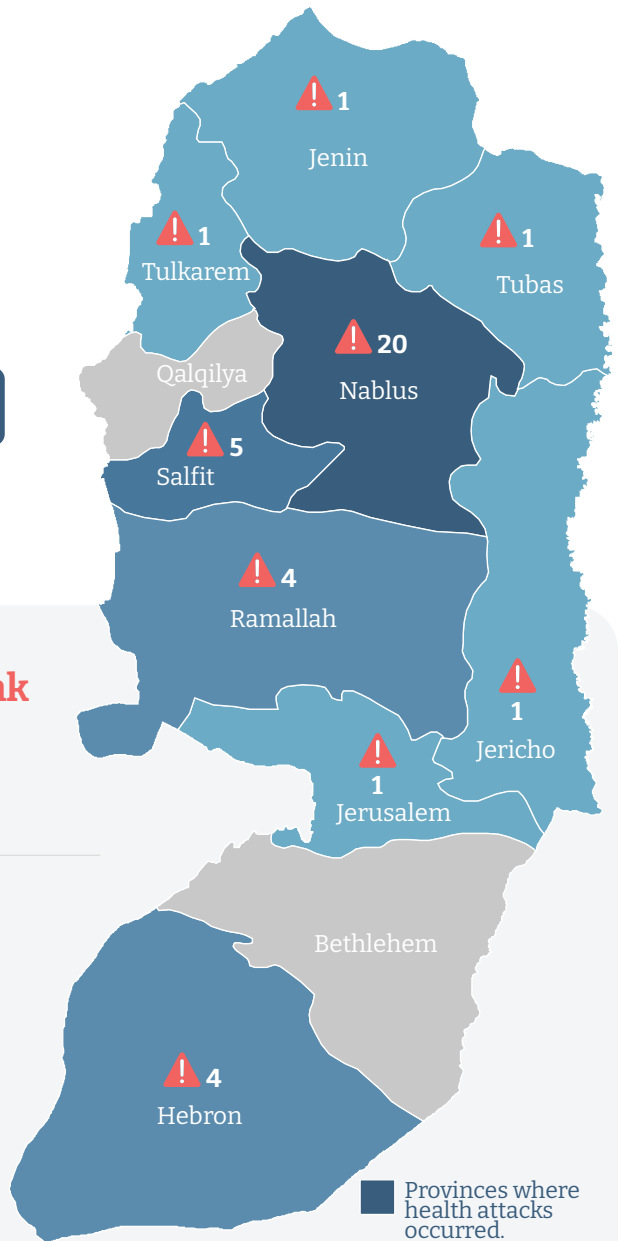 1
Jenin
1
Tulkarem
1
Tubas
20
Nablus
Qalqilya
5
Salfit
4
Ramallah
1
Jericho
1
Jerusalem
Bethlehem
4
Hebron
Provinces where
health attacks
occurred.